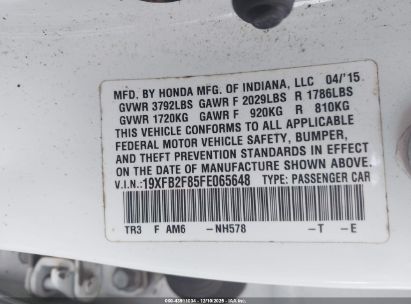 MFD. BY HONDA MFG. OF INDIANA, LLC 04/'15
GVWR 3792LBS GAWR F 2029LBS R 1786LBS
GVWR 1720KG GAWR F 920KG R 810KG
THIS VEHICLE CONFORMS TO ALL APPLICABLE
FEDERAL MOTOR VEHICLE SAFETY, BUMPER,
AND THEFT PREVENTION STANDARDS IN EFFECT
ON THE DATE OF MANUFACTURE SHOWN ABOVE.
V.I.N.:19XFB2F85FE065648 TYPE: PASSENGER CAR
TR3 F AM6 -NH578 -T -E